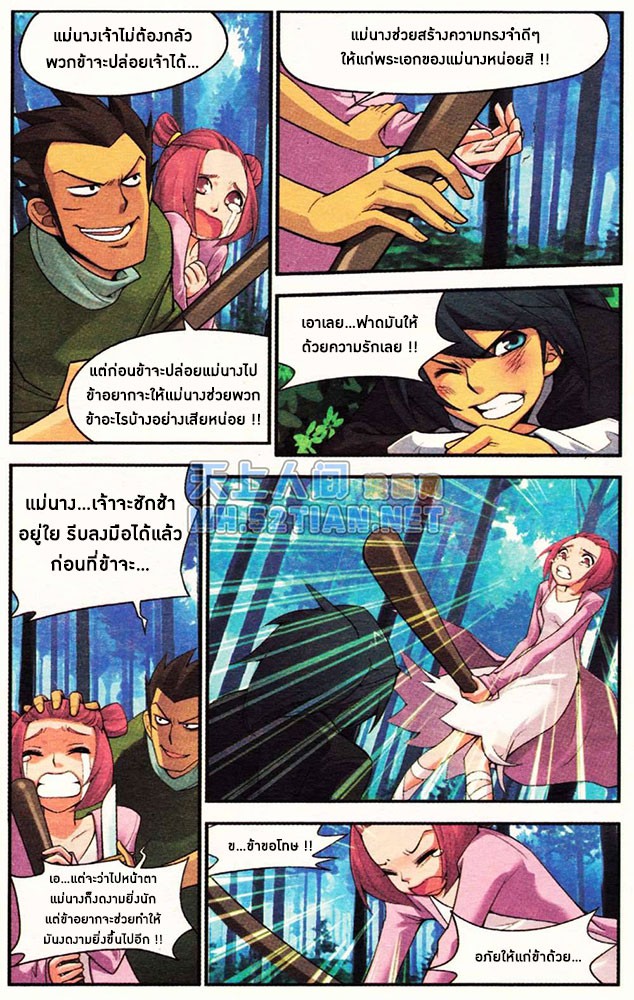 แม่นางเจ้าไม่ต้องกลัว
พวกข้าจะปล่อยเจ้าได้...
แม่นางช่วยสร้างความทรงจำดีๆ
ให้แก่พระเอกของแม่นางหน่อยสิ !!
แต่ก่อนข้าจะปล่อยแม่นางไป
ข้าอยากจะให้แม่นางช่วยพวก
ข้าอะไรบ้างอย่างเสียหน่อย !!
เอาเลย...ฟาดมันให้
ด้วยความรักเลย !!
天上人间
MH.52TIAN.NET
แม่นาง...เจ้าจะชักช้า
อยู่ใย รีบลงมือได้แล้ว
ก่อนที่ข้าจะ...
เอ...แต่จะว่าไปหน้าตา
แม่นางก็งดงามยิ่งนัก
แต่ข้าอยากจะช่วยทำให้
มันงดงามยิ่งขึ้นไปอีก !!
ข...ข้าขอโทษ !!
อภัยให้แก่ข้าด้วย...